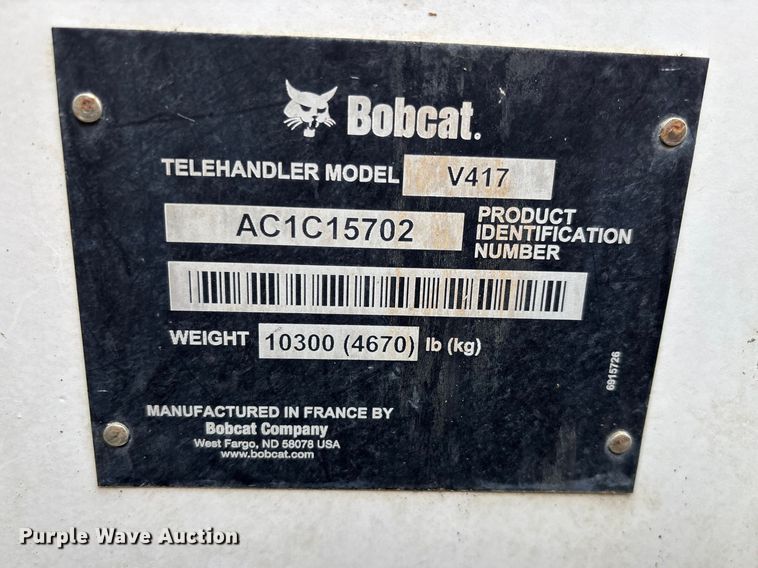 Bobcat.
TELEHANDLER MODEL V417
AC1C15702 PRODUCT IDENTIFICATION NUMBER
WEIGHT 10300 (4670) lb (kg)
6915726
MANUFACTURED IN FRANCE BY
Bobcat Company
West Fargo, ND 58078 USA
www.bobcat.com
Purple Wave Auction